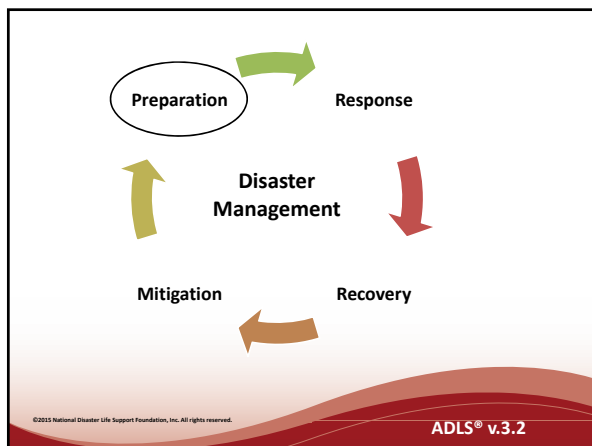 Preparation
Response
Disaster
Management
Mitigation
Recovery
©2015 National Disaster Life Support Foundation, Inc. All rights reserved.
ADLS® v.3.2